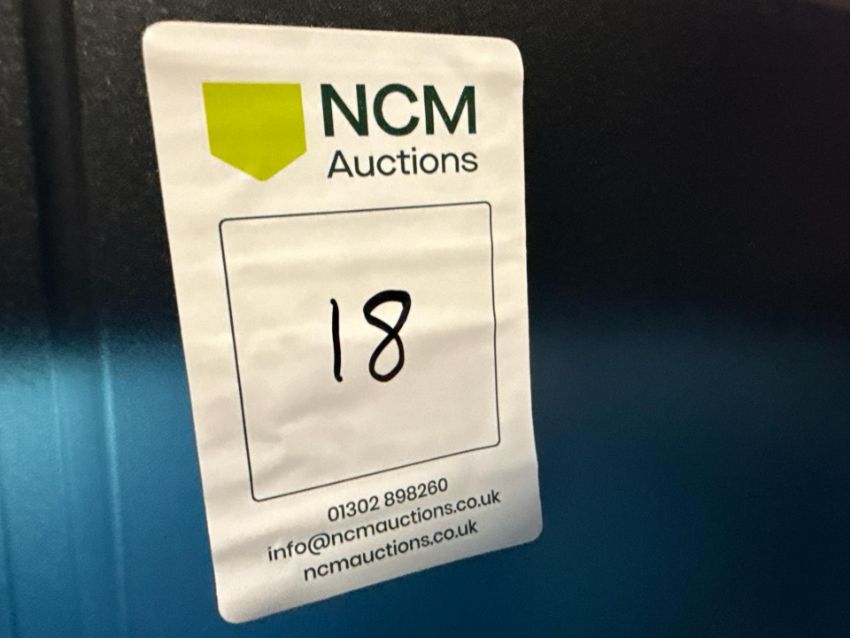 NCM
Auctions
18
01302 898260
info@ncmauctions.co.uk
ncmauctions.co.uk